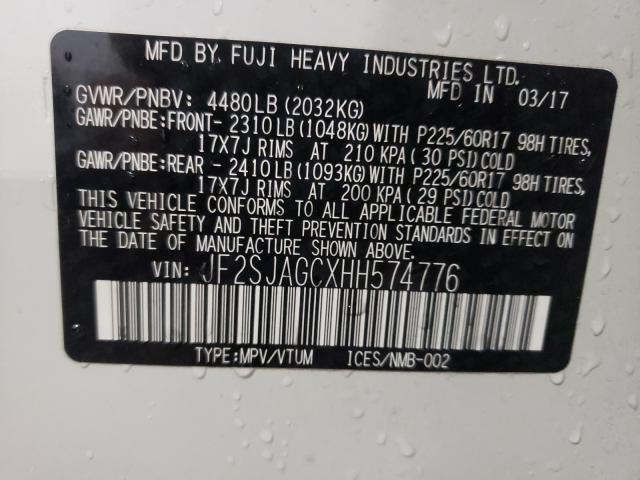 MFD BY FUJI HEAVY INDUSTRIES LTD.
MFD IN 03/17
GVWR/PNBV: 4480LB(2032KG)
GAWR/PNBE:FRONT- 2310LB(1048KG)WITH P225/60R17 98H TIRES,
17X7J RIMS AT 210 KPA(30 PSI)COLD
GAWR/PNBE:REAR - 2410LB(1093KG)WITH P225/60R17 98H TIRES,
17X7J RIMS AT 200 KPA(29 PSI)COLD
THIS VEHICLE CONFORMS TO ALL APPLICABLE FEDERAL MOTOR
VEHICLE SAFETY AND THEFT PREVENTION STANDARDS IN EFFECT ON
THE DATE OF MANUFACTURE SHOWN ABOVE.
VIN: JF2SJAGCXHH574776
TYPE:MPV/VTUM ICES/NMB-002